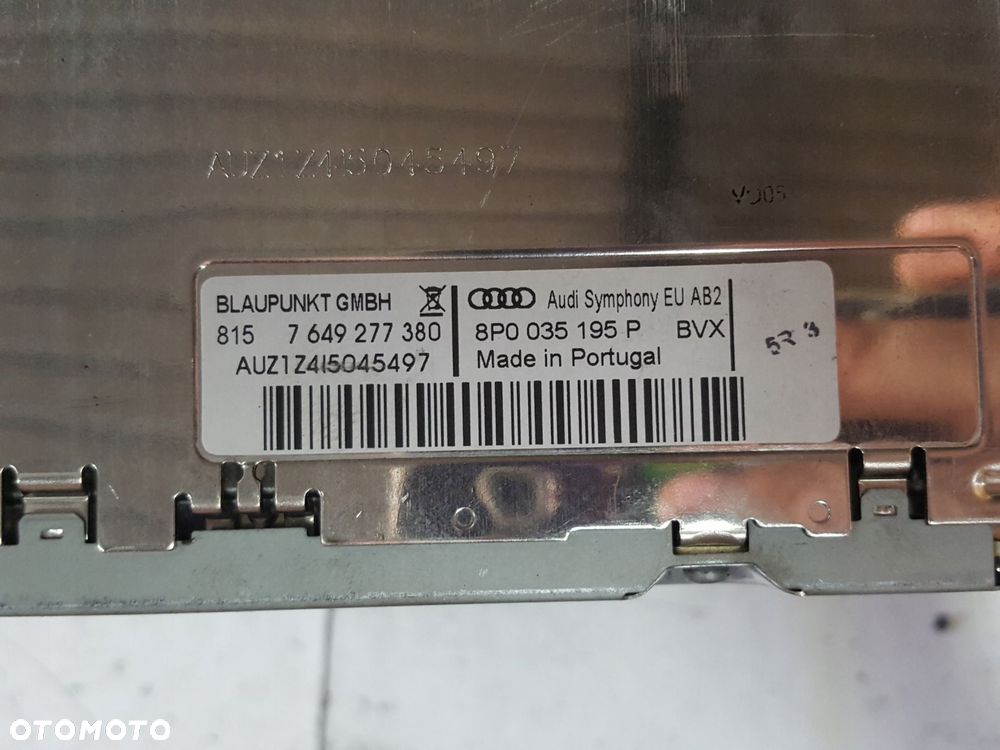 AUZ1Z4I5045497
V005
BLAUPUNKT GMBH
815 7 649 277 380
AUZ1Z4I5045497
Audi Symphony EU AB2
8P0 035 195 P BVX
Made in Portugal
OTOMOTO